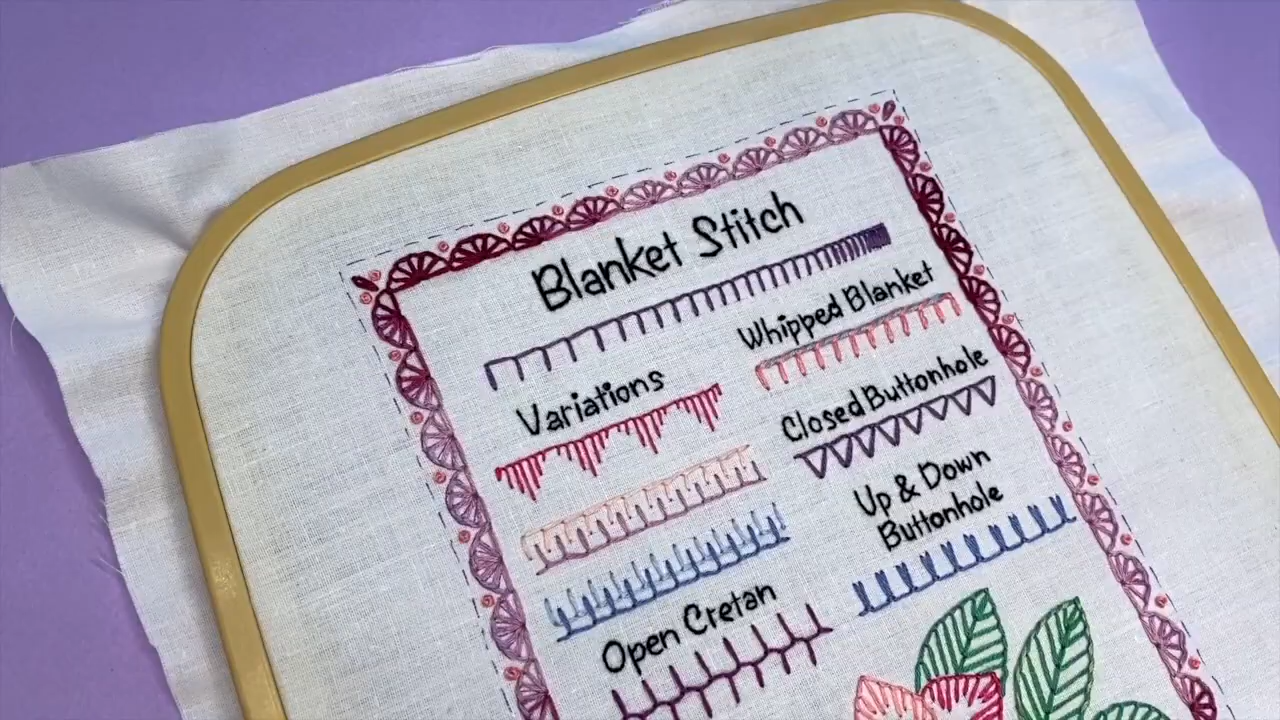 Blanket Stitch
Whipped Blanket
Variations
Closed Buttonhole
Up & Down
Buttonhole
Open Cretan